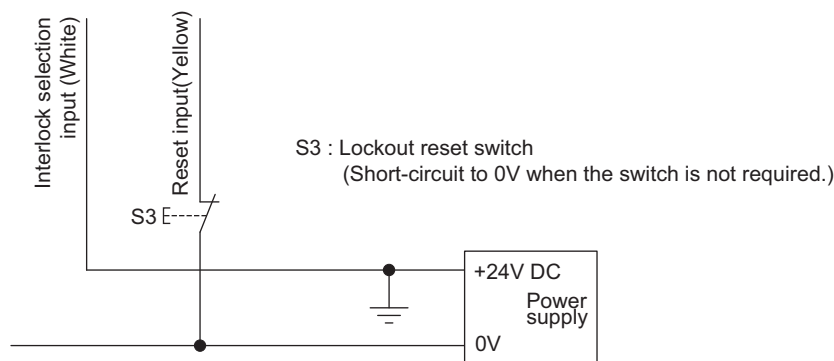 Interlock selection
input (White)
Reset input(Yellow)
S3 : Lockout reset switch
(Short-circuit to 0V when the switch is not required.)
S3
+24V DC
Power
supply
0V